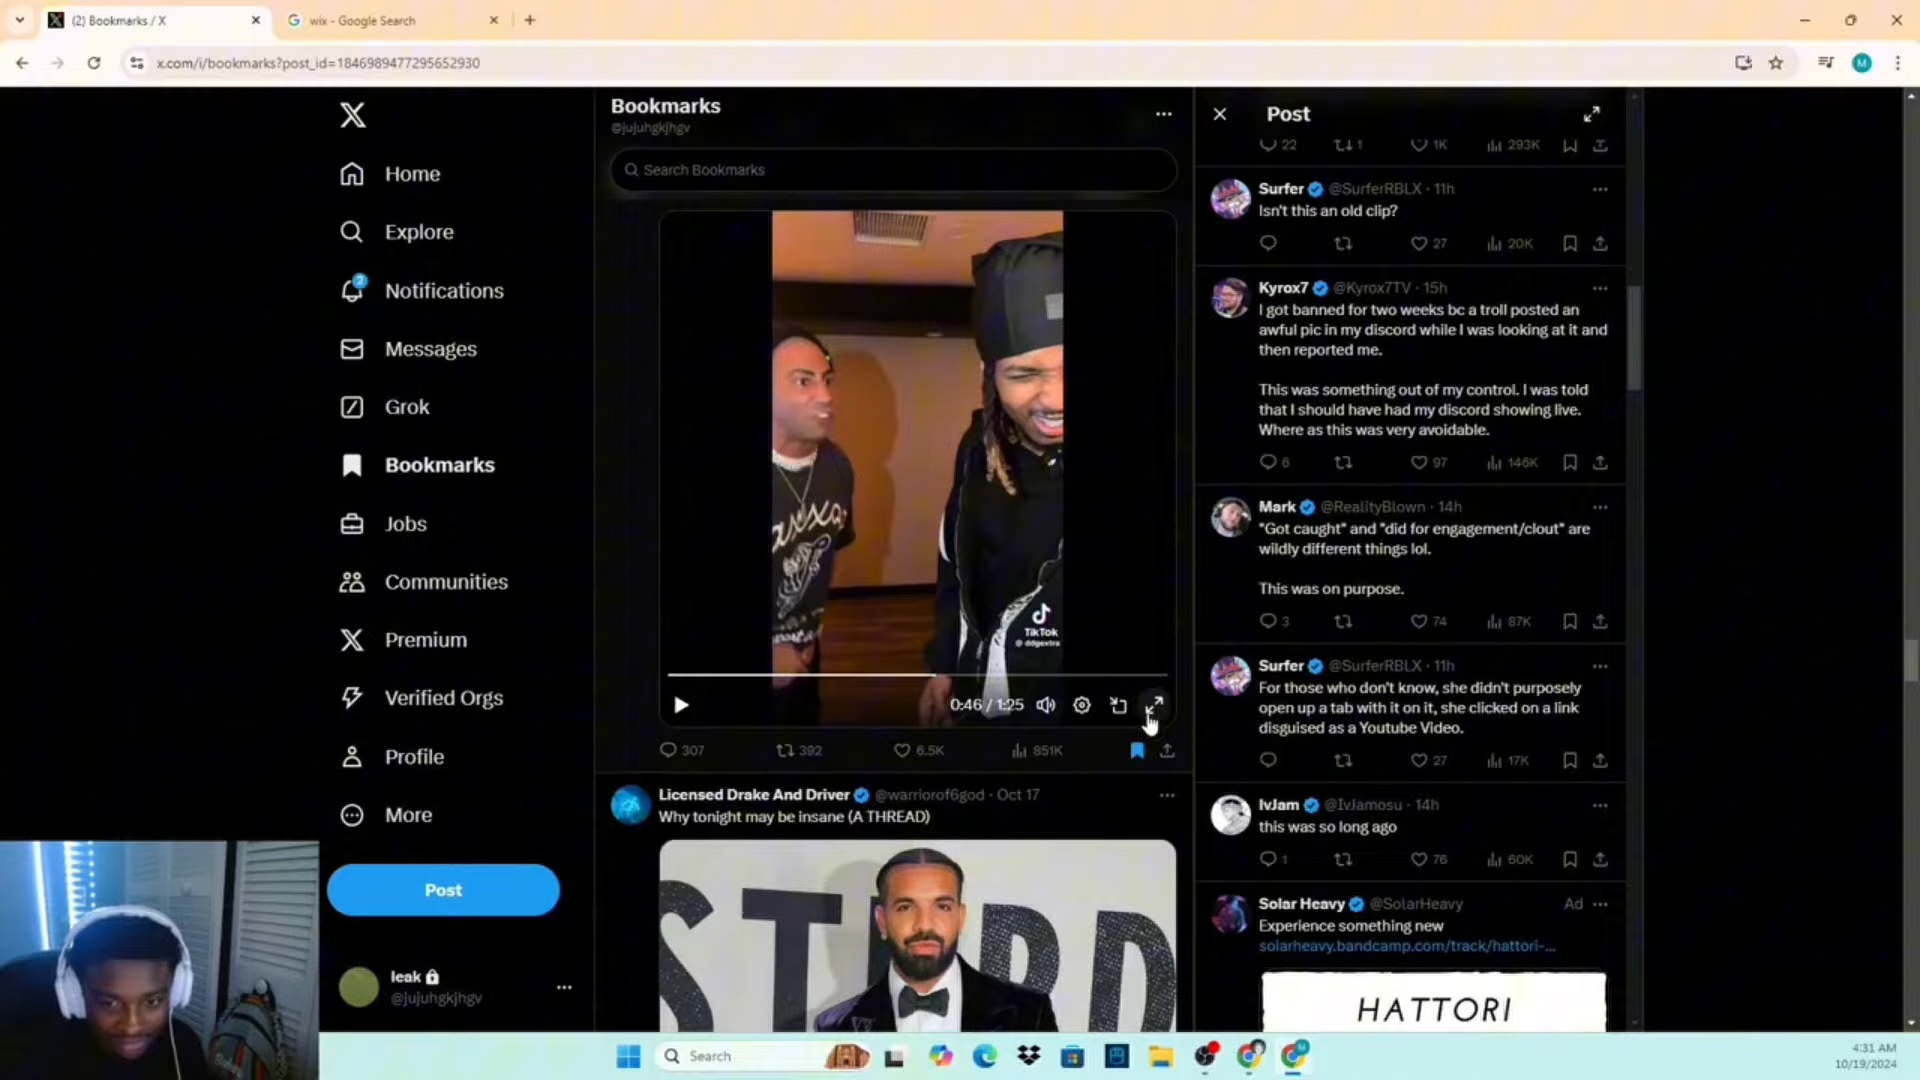 (2) Bookmarks / X
wix - Google Search
x.com/i/bookmarks?post_id=1846989477295652930
M
Home
Explore
2
Notifications
Messages
Grok
Bookmarks
Jobs
Communities
Premium
Verified Orgs
Profile
More
Post
leak
@jujuhgkjhgv
Bookmarks
@jujuhgkjhgv
Search Bookmarks
TikTok
@ddgextra
0:46 / 1:25
307 392 6.5K 851K
Licensed Drake And Driver @warriorof6god · Oct 17
Why tonight may be insane (A THREAD)
Post
22 1 1K 293K
Surfer @SurferRBLX · 11h
Isn't this an old clip?
27 20K
Kyrox7 @Kyrox7TV · 15h
I got banned for two weeks bc a troll posted an
awful pic in my discord while I was looking at it and
then reported me.
This was something out of my control. I was told
that I should have had my discord showing live.
Where as this was very avoidable.
6 97 146K
Mark @RealityBlown · 14h
"Got caught" and "did for engagement/clout" are
wildly different things lol.
This was on purpose.
3 74 87K
Surfer @SurferRBLX · 11h
For those who don't know, she didn't purposely
open up a tab with it on it, she clicked on a link
disguised as a Youtube Video.
27 17K
IvJam @IvJamosu · 14h
this was so long ago
1 76 60K
Solar Heavy @SolarHeavy Ad
Experience something new
solarheavy.bandcamp.com/track/hattori-...
HATTORI
Search
4:31 AM
10/19/2024